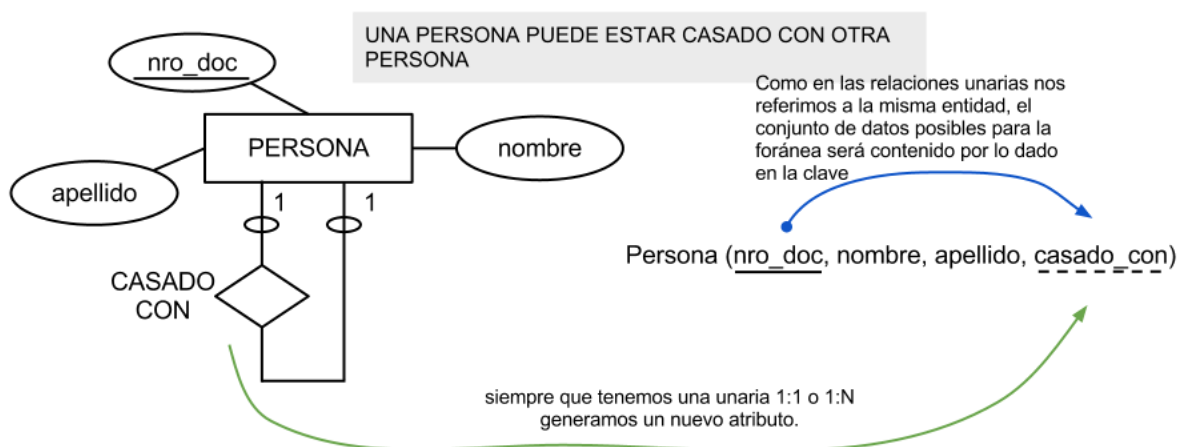 UNA PERSONA PUEDE ESTAR CASADO CON OTRA
PERSONA
nro_doc
Como en las relaciones unarias nos
referimos a la misma entidad, el
conjunto de datos posibles para la
foránea será contenido por lo dado
en la clave
PERSONA
nombre
apellido
1
1
Persona (nro_doc, nombre, apellido, casado_con)
CASADO
CON
siempre que tenemos una unaria 1:1 o 1:N
generamos un nuevo atributo.